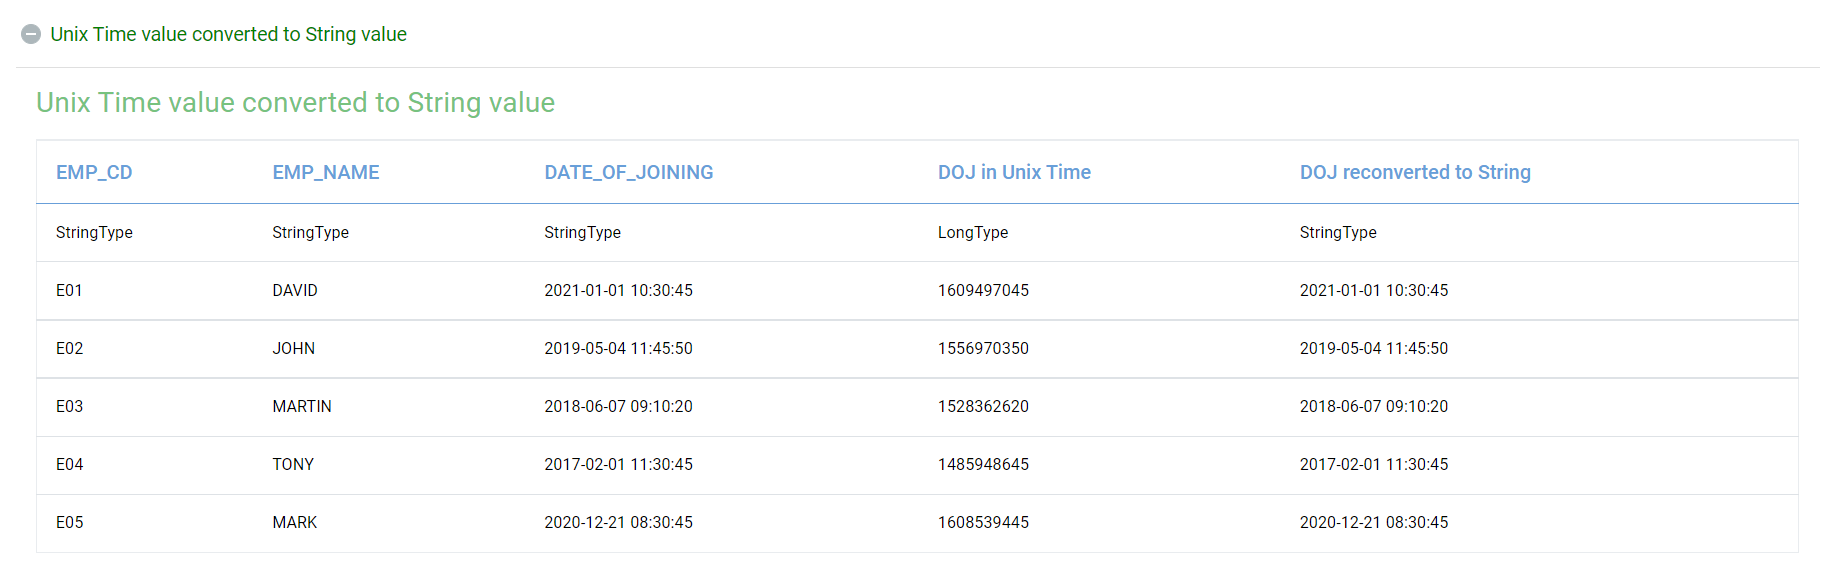 Unix Time value converted to String value
Unix Time value converted to String value
EMP_CD EMP_NAME DATE_OF_JOINING DOJ in Unix Time DOJ reconverted to String
StringType StringType StringType LongType StringType
E01 DAVID 2021-01-01 10:30:45 1609497045 2021-01-01 10:30:45
E02 JOHN 2019-05-04 11:45:50 1556970350 2019-05-04 11:45:50
E03 MARTIN 2018-06-07 09:10:20 1528362620 2018-06-07 09:10:20
E04 TONY 2017-02-01 11:30:45 1485948645 2017-02-01 11:30:45
E05 MARK 2020-12-21 08:30:45 1608539445 2020-12-21 08:30:45